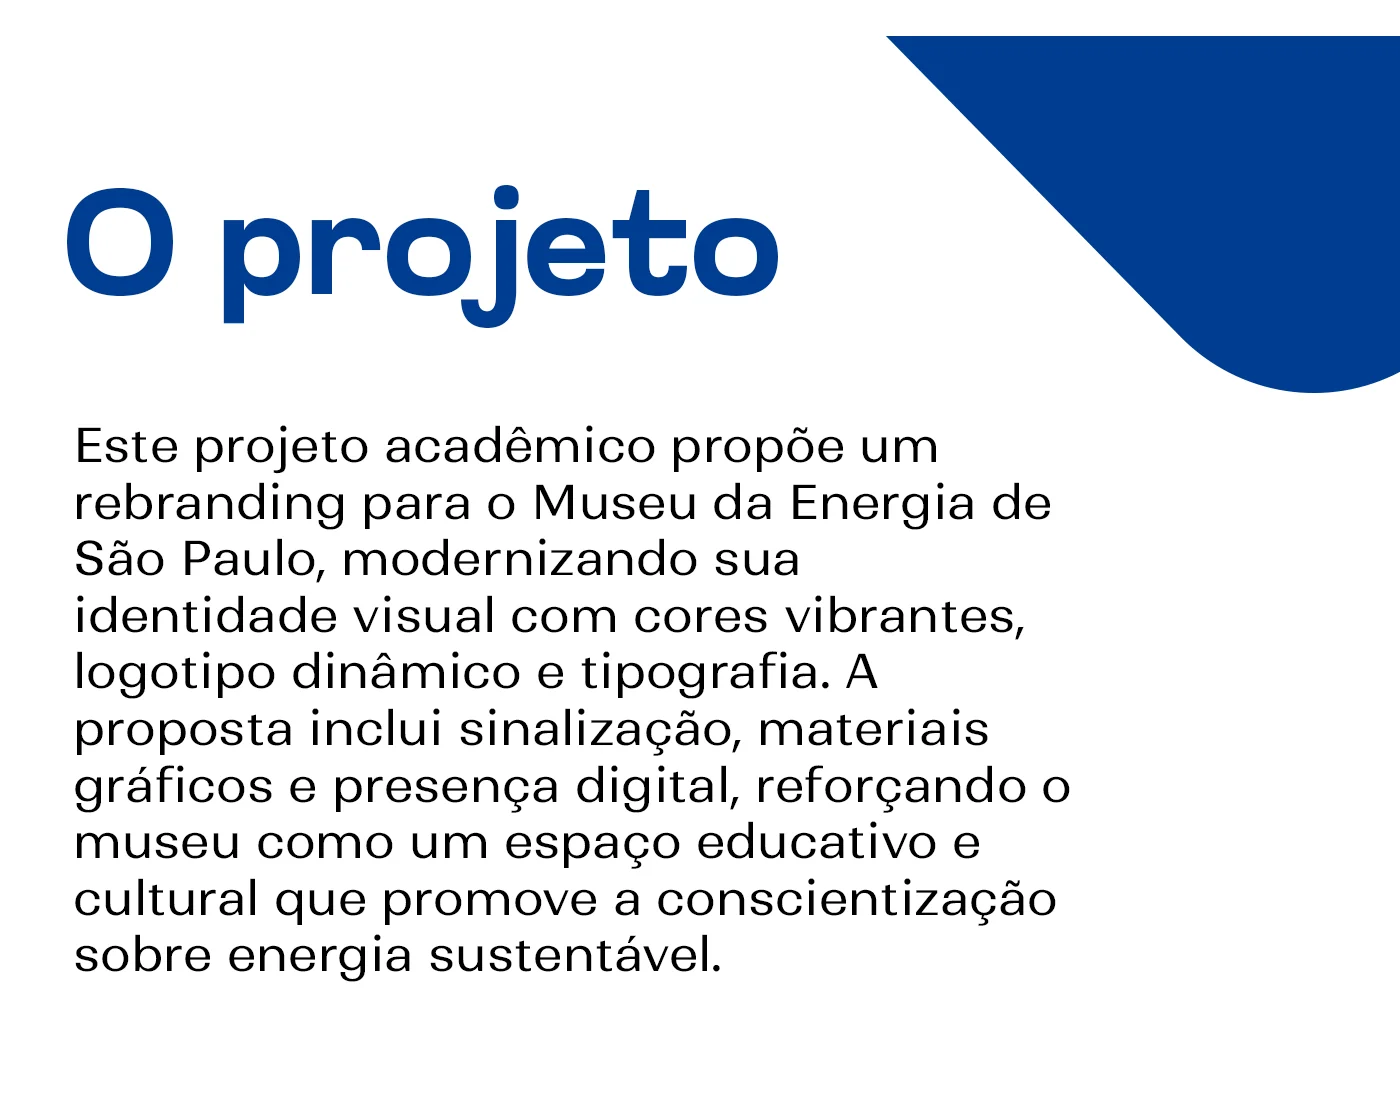 O projeto
Este projeto acadêmico propõe um
rebranding para o Museu da Energia de
São Paulo, modernizando sua
identidade visual com cores vibrantes,
logotipo dinâmico e tipografia. A
proposta inclui sinalização, materiais
gráficos e presença digital, reforçando o
museu como um espaço educativo e
cultural que promove a conscientização
sobre energia sustentável.